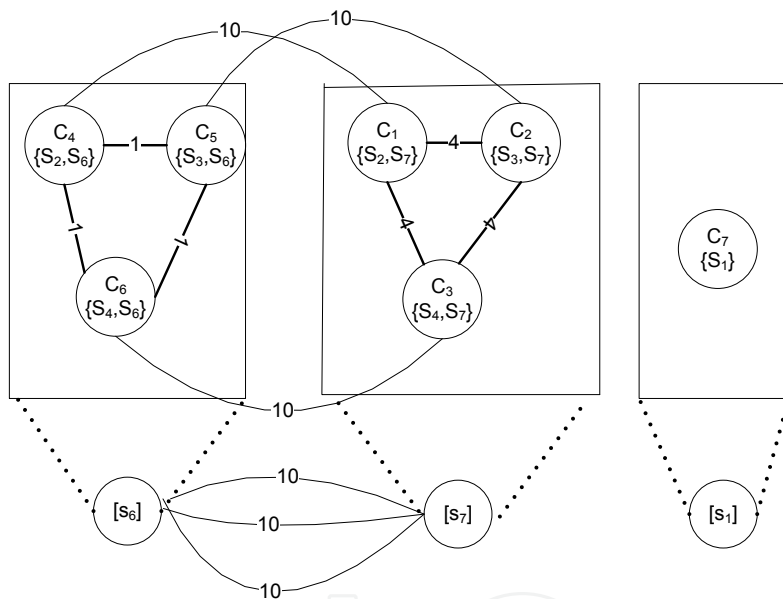 10
10
C₄
{S₂,S₆}
1
C₅
{S₃,S₆}
C₁
{S₂,S₇}
4
C₂
{S₃,S₇}
1
1
4
4
C₇
{S₁}
C₆
{S₄,S₆}
C₃
{S₄,S₇}
10
10
[s₆]
10
[s₇]
[s₁]
10